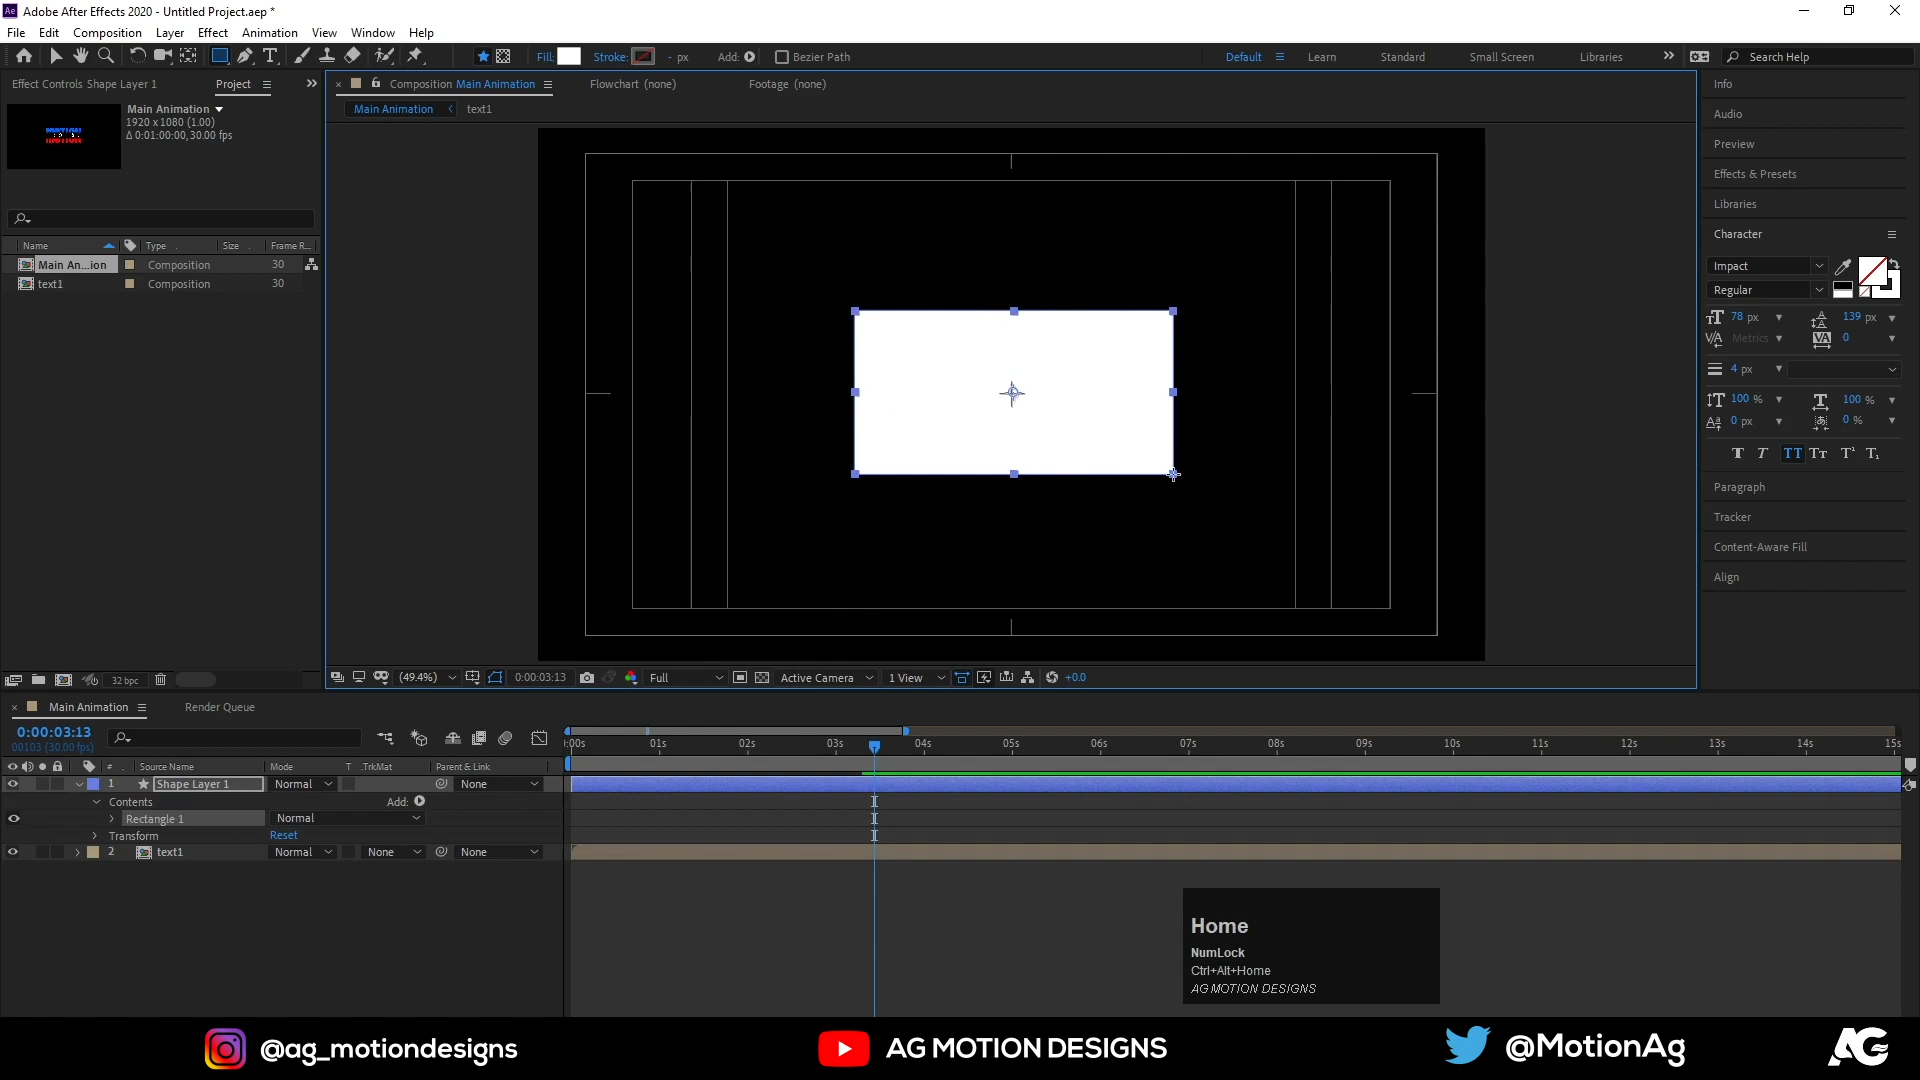 Ae Adobe After Effects 2020 - Untitled Project.aep *
File Edit Composition Layer Effect Animation View Window Help
Fill: Stroke: - px Add: Bezier Path Default Learn Standard Small Screen Libraries Search Help
Effect Controls Shape Layer 1 Project
Composition Main Animation Flowchart (none) Footage (none)
Main Animation text1
Main Animation
1920 x 1080 (1.00)
Δ 0:01:00:00, 30.00 fps
MOTION
Name Type Size Frame R...
Main An...ion Composition 30
text1 Composition 30
Info
Audio
Preview
Effects & Presets
Libraries
Character
Impact
Regular
78 px 139 px
Metrics 0
4 px
100 % 100 %
0 px 0 %
Paragraph
Tracker
Content-Aware Fill
Align
32 bpc
(49.4%) 0:00:03:13 Full Active Camera 1 View +0.0
Main Animation Render Queue
0:00:03:13
00103 (30.00 fps)
:00s 01s 02s 03s 04s 05s 06s 07s 08s 09s 10s 11s 12s 13s 14s 15s
# Source Name Mode T .TrkMat Parent & Link
1 Shape Layer 1 Normal None
Contents Add:
Rectangle 1 Normal
Transform Reset
2 text1 Normal None None
Home
NumLock
Ctrl+Alt+Home
AG MOTION DESIGNS
@ag_motiondesigns AG MOTION DESIGNS @MotionAg AG